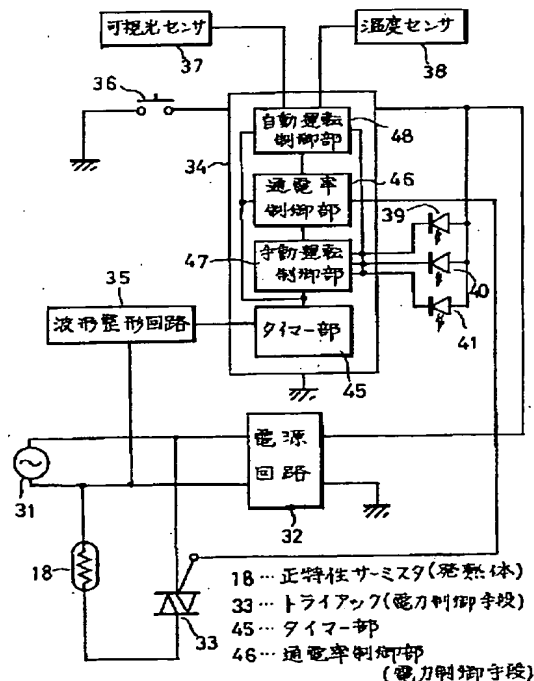 可視光センサ
37
温度センサ
38
36
34
自動運転
制御部
48
通電率
制御部
46
39
手動運転
制御部
47
40
41
35
波形整形回路
タイマー部
45
電源
回路
32
31
18
33
18…正特性サーミスタ(発熱体)
33…トライアック(電力制御手段)
45…タイマー部
46…通電率制御部
(電力制御手段)